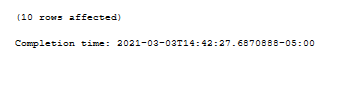 (10 rows affected)
Completion time: 2021-03-03T14:42:27.6870888-05:00